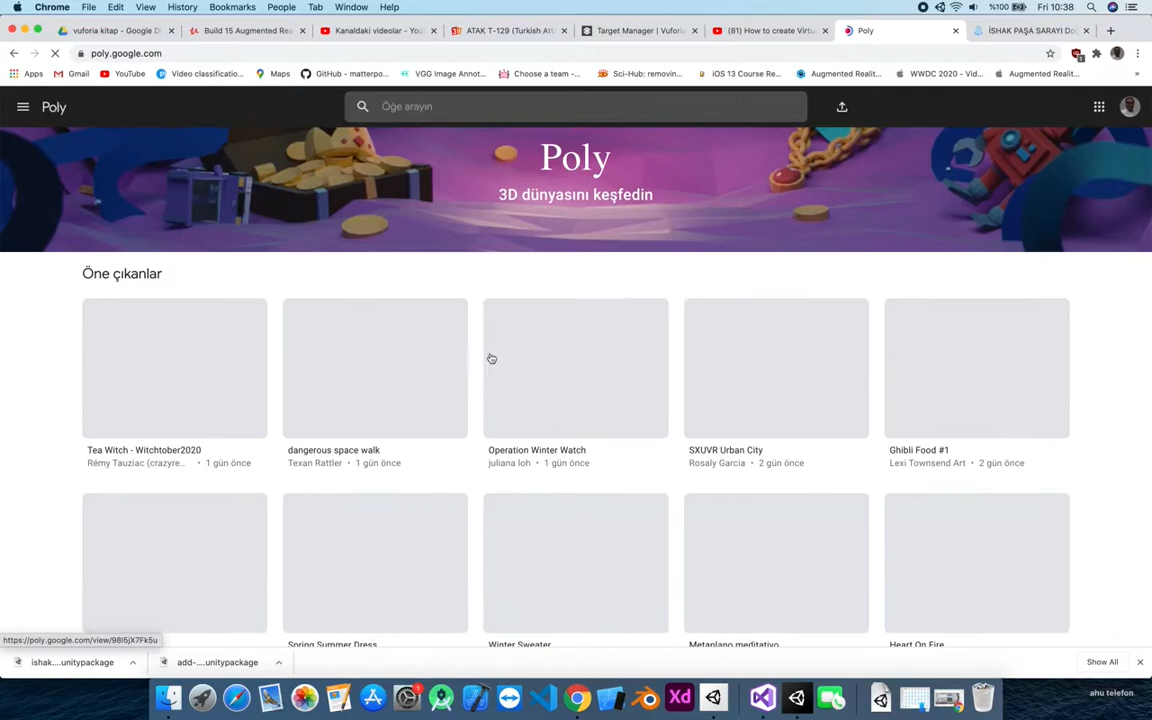 Chrome File Edit View History Bookmarks People Tab Window Help %100 Fri 10:38
vuforia kitap - Google D Build 15 Augmented Rea Kanaldaki videolar - YouT ATAK T-129 (Turkish Att Target Manager | Vuforia (81) How to create Virtu Poly İSHAK PAŞA SARAYI Do
poly.google.com
Apps Gmail YouTube Video classificatio... Maps GitHub - matterpo... VGG Image Annot... Choose a team -... Sci-Hub: removin... iOS 13 Course Re... Augmented Realit... WWDC 2020 - Vid... Augmented Realit... »
Poly Öğe arayın
Poly
3D dünyasını keşfedin
Öne çıkanlar
Tea Witch - Witchtober2020 dangerous space walk Operation Winter Watch SXUVR Urban City Ghibli Food #1
Rémy Tauziac (crazyre... • 1 gün önce Texan Rattler • 1 gün önce juliana loh • 1 gün önce Rosaly Garcia • 2 gün önce Lexi Townsend Art • 2 gün önce
https://poly.google.com/view/98I5jX7Fk5u
Spring Summer Dress Winter Sweater Metaplano meditativo Heart On Fire
ishak....unitypackage add-....unitypackage Show All
Xd
ahu telefon